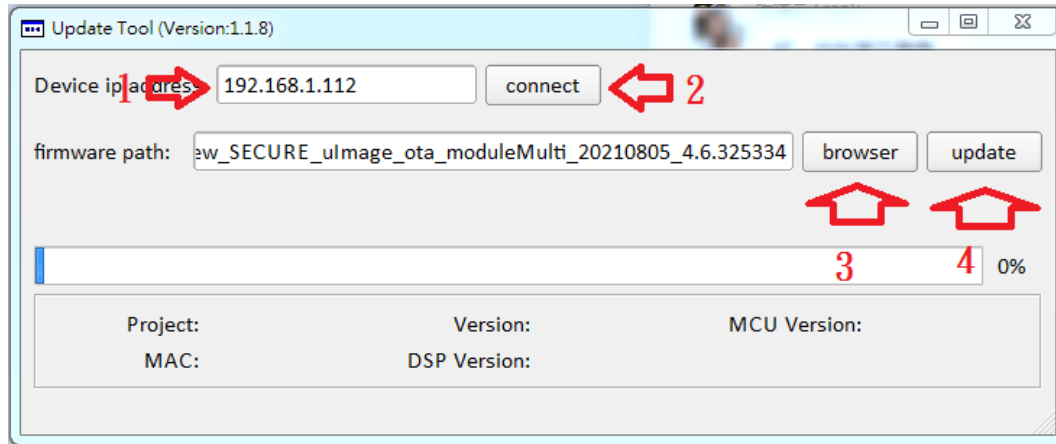 Update Tool (Version:1.1.8)
Device ip address: 1 192.168.1.112 connect 2
firmware path: ew_SECURE_uImage_ota_moduleMulti_20210805_4.6.325334 browser update
3 4 0%
Project: Version: MCU Version:
MAC: DSP Version: